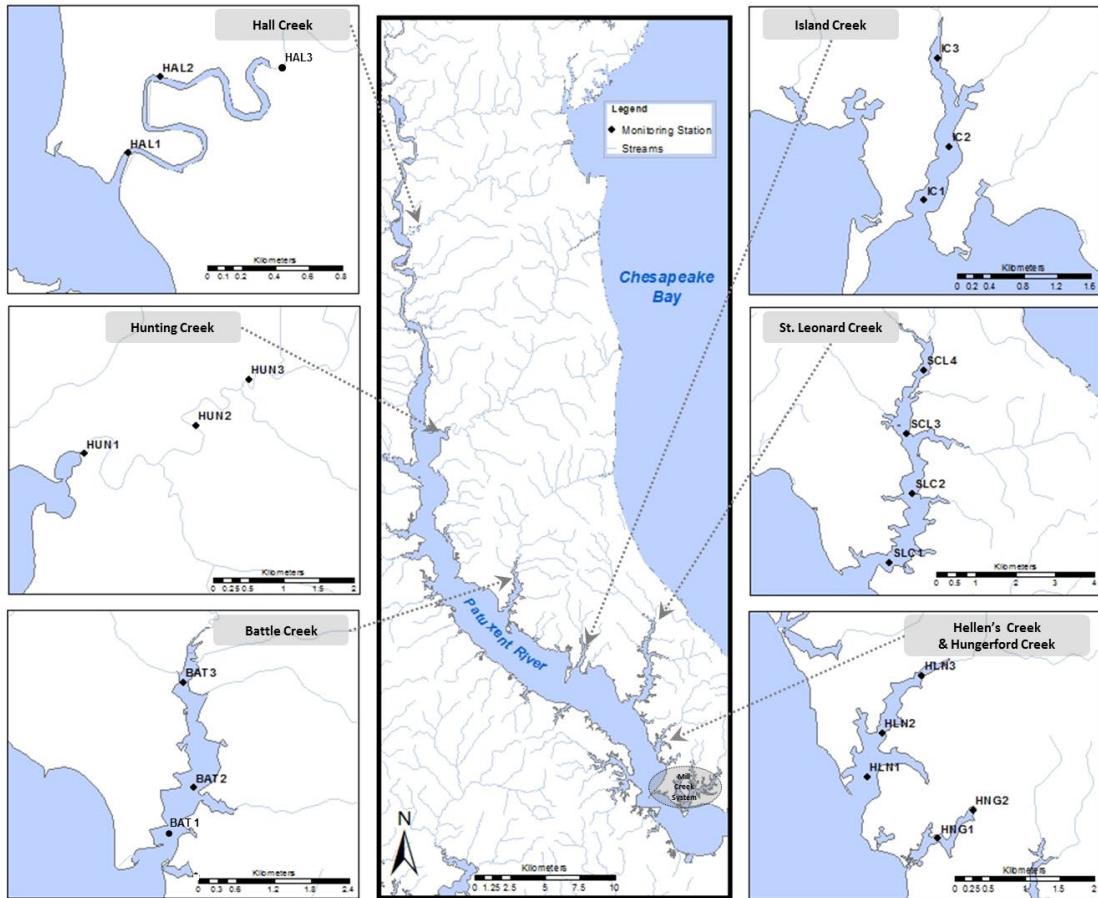 Hall Creek
HAL2
HAL3
HAL1
Kilometers
0 0.1 0.2 0.4 0.6 0.8
Hunting Creek
HUN3
HUN2
HUN1
Kilometers
0 0.25 0.5 1 1.5 2
Battle Creek
BAT3
BAT2
BAT1
Kilometers
0 0.3 0.6 1.2 1.8 2.4
Legend
Monitoring Station
Streams
Chesapeake
Bay
Patuxent River
Mill
Creek
System
N
Kilometers
0 1.25 2.5 5 7.5 10
Island Creek
IC3
IC2
IC1
Kilometers
0 0.2 0.4 0.8 1.2 1.6
St. Leonard Creek
SCL4
SCL3
SLC2
SLC1
Kilometers
0 0.5 1 2 3 4
Hellen's Creek
& Hungerford Creek
HLN3
HLN2
HLN1
HNG2
HNG1
Kilometers
0 0.25 0.5 1 1.5 2